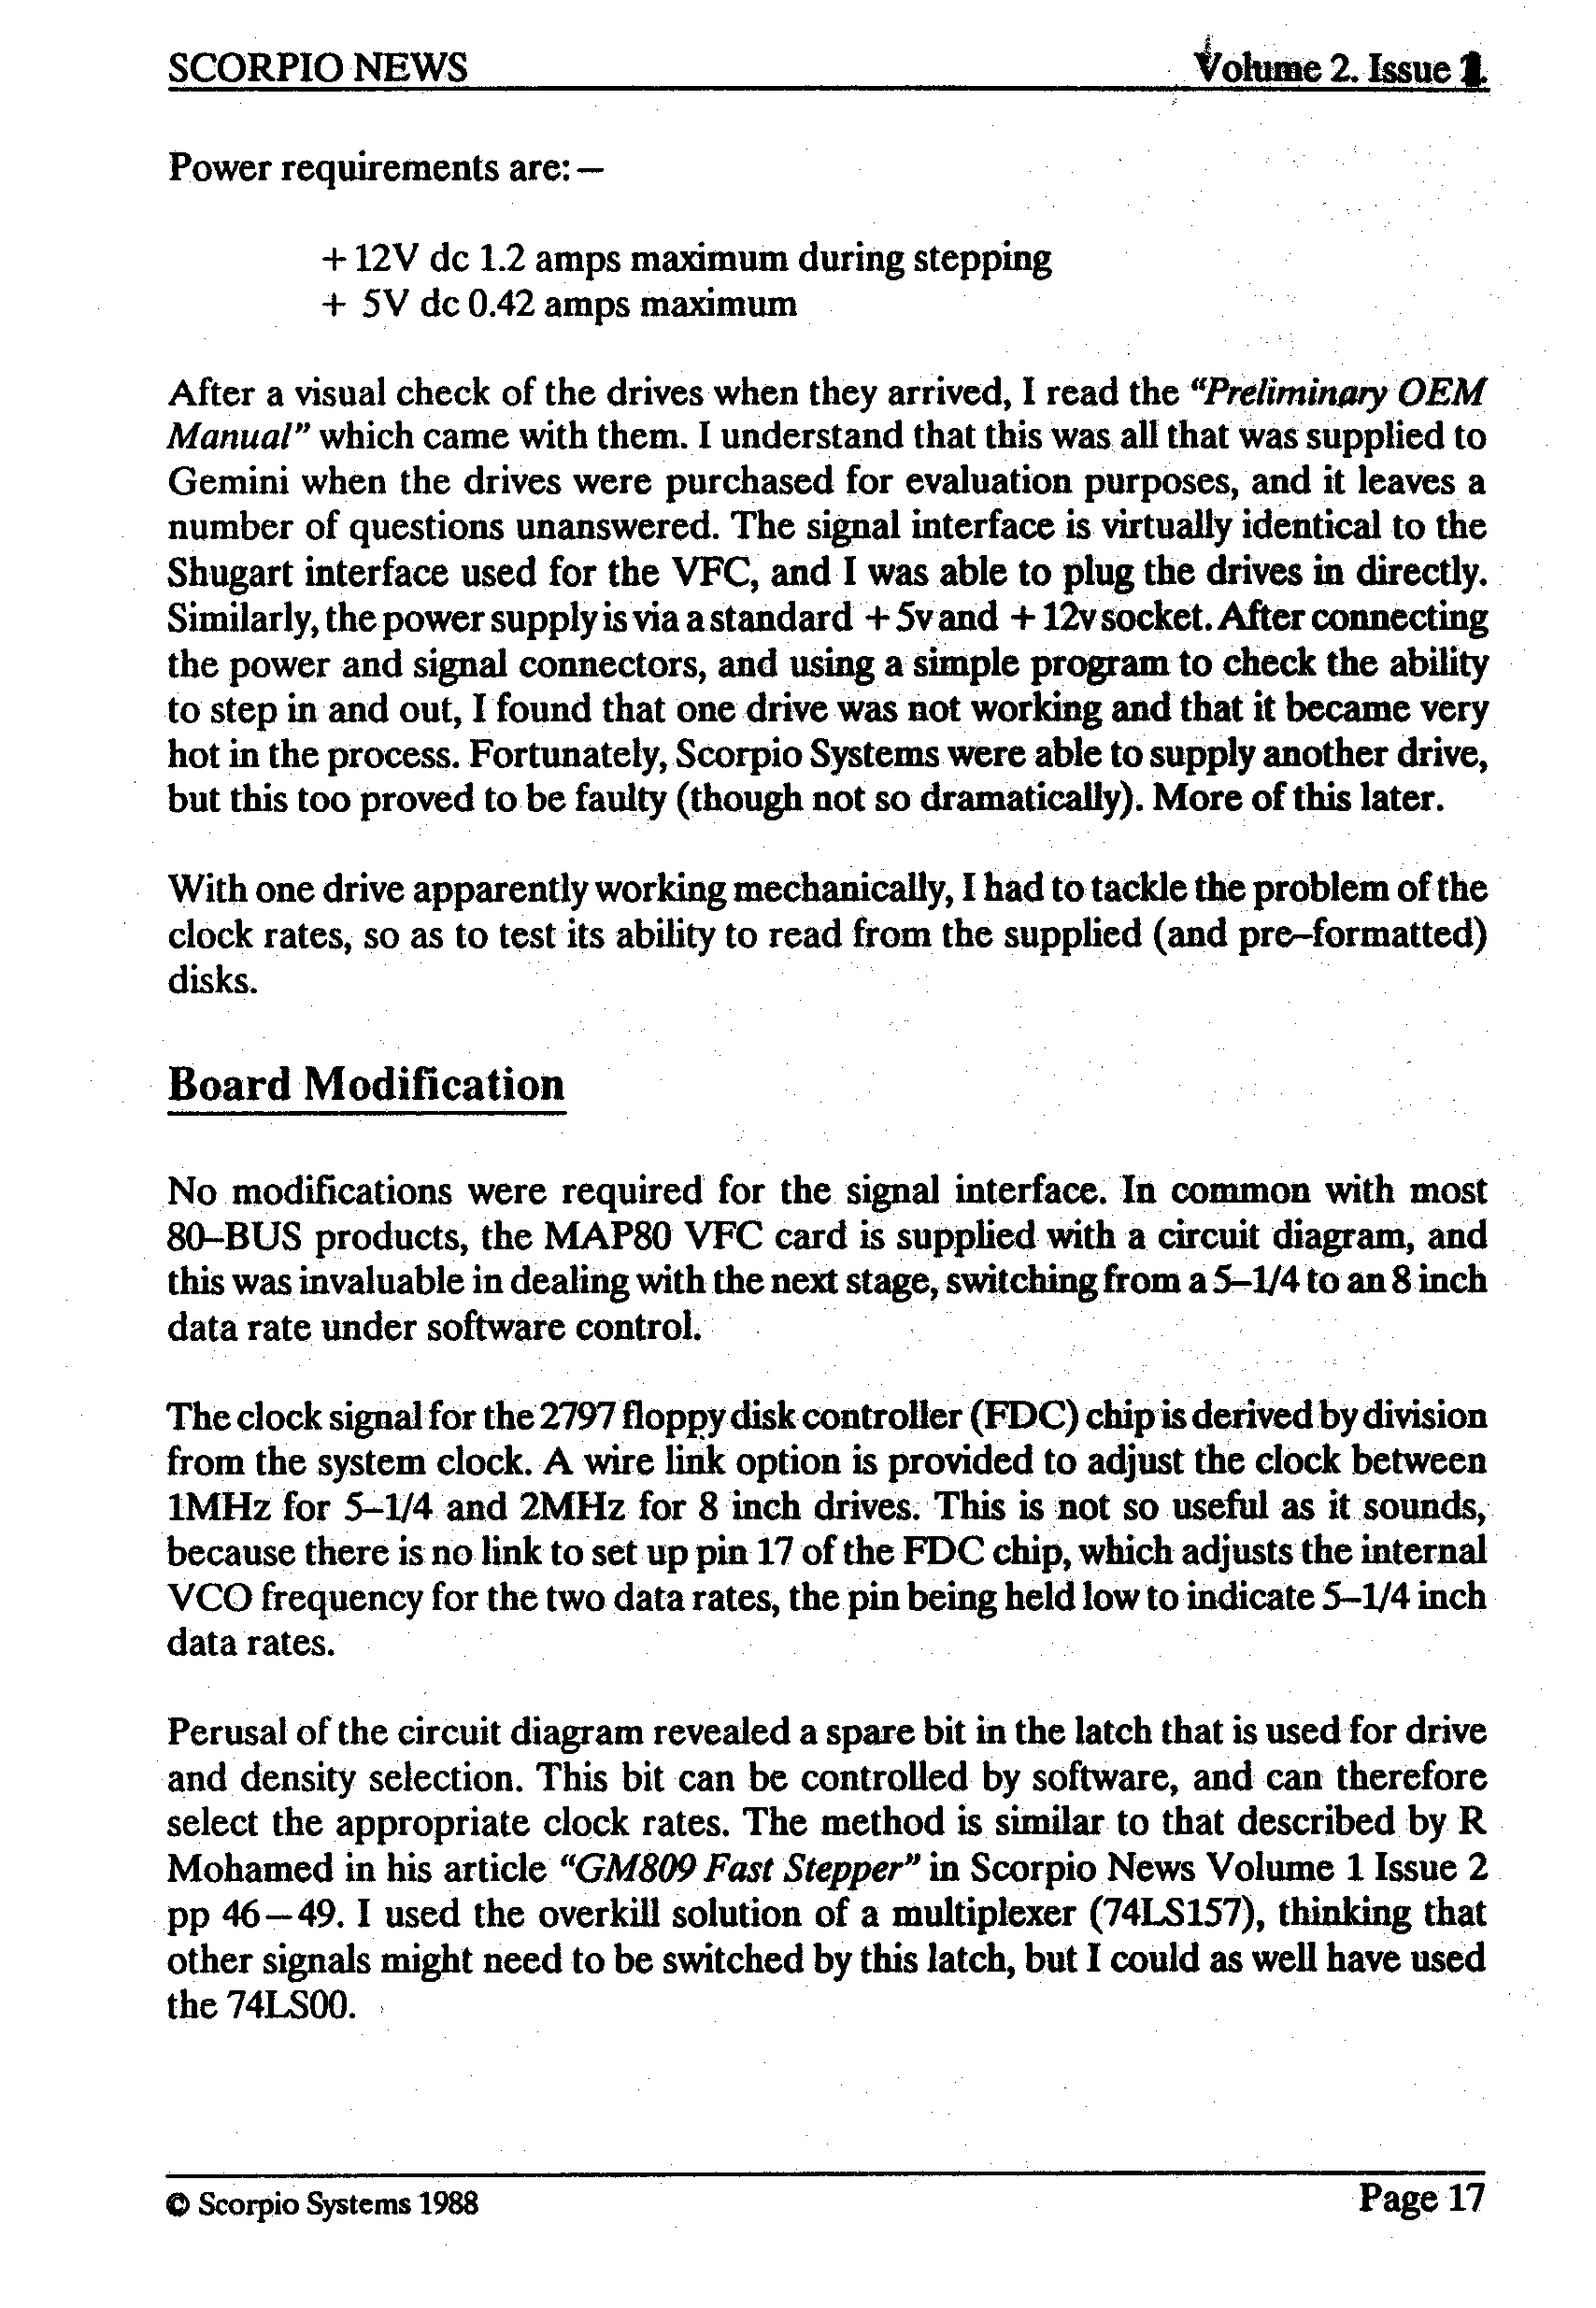 SCORPIO NEWS Volume 2. Issue 1.
Power requirements are: —
+ 12V dc 1.2 amps maximum during stepping
+ 5V dc 0.42 amps maximum
After a visual check of the drives when they arrived, I read the “Preliminary OEM
Manual” which came with them. I understand that this was all that was supplied to
Gemini when the drives were purchased for evaluation purposes, and it leaves a
number of questions unanswered. The signal interface is virtually identical to the
Shugart interface used for the VFC, and I was able to plug the drives in directly.
Similarly, the power supply is via a standard + 5v and + 12v socket. After connecting
the power and signal connectors, and using a simple program to check the ability
to step in and out, I found that one drive was not working and that it became very
hot in the process. Fortunately, Scorpio Systems were able to supply another drive,
but this too proved to be faulty (though not so dramatically). More of this later.
With one drive apparently working mechanically, I had to tackle the problem of the
clock rates, so as to test its ability to read from the supplied (and pre–formatted)
disks.
Board Modification
No modifications were required for the signal interface. In common with most
80–BUS products, the MAP80 VFC card is supplied with a circuit diagram, and
this was invaluable in dealing with the next stage, switching from a 5–1/4 to an 8 inch
data rate under software control.
The clock signal for the 2797 floppy disk controller (FDC) chip is derived by division
from the system clock. A wire link option is provided to adjust the clock between
1MHz for 5–1/4 and 2MHz for 8 inch drives. This is not so useful as it sounds,
because there is no link to set up pin 17 of the FDC chip, which adjusts the internal
VCO frequency for the two data rates, the pin being held low to indicate 5–1/4 inch
data rates.
Perusal of the circuit diagram revealed a spare bit in the latch that is used for drive
and density selection. This bit can be controlled by software, and can therefore
select the appropriate clock rates. The method is similar to that described by R
Mohamed in his article “GM809 Fast Stepper” in Scorpio News Volume 1 Issue 2
pp 46 – 49. I used the overkill solution of a multiplexer (74LS157), thinking that
other signals might need to be switched by this latch, but I could as well have used
the 74LS00.
© Scorpio Systems 1988 Page 17